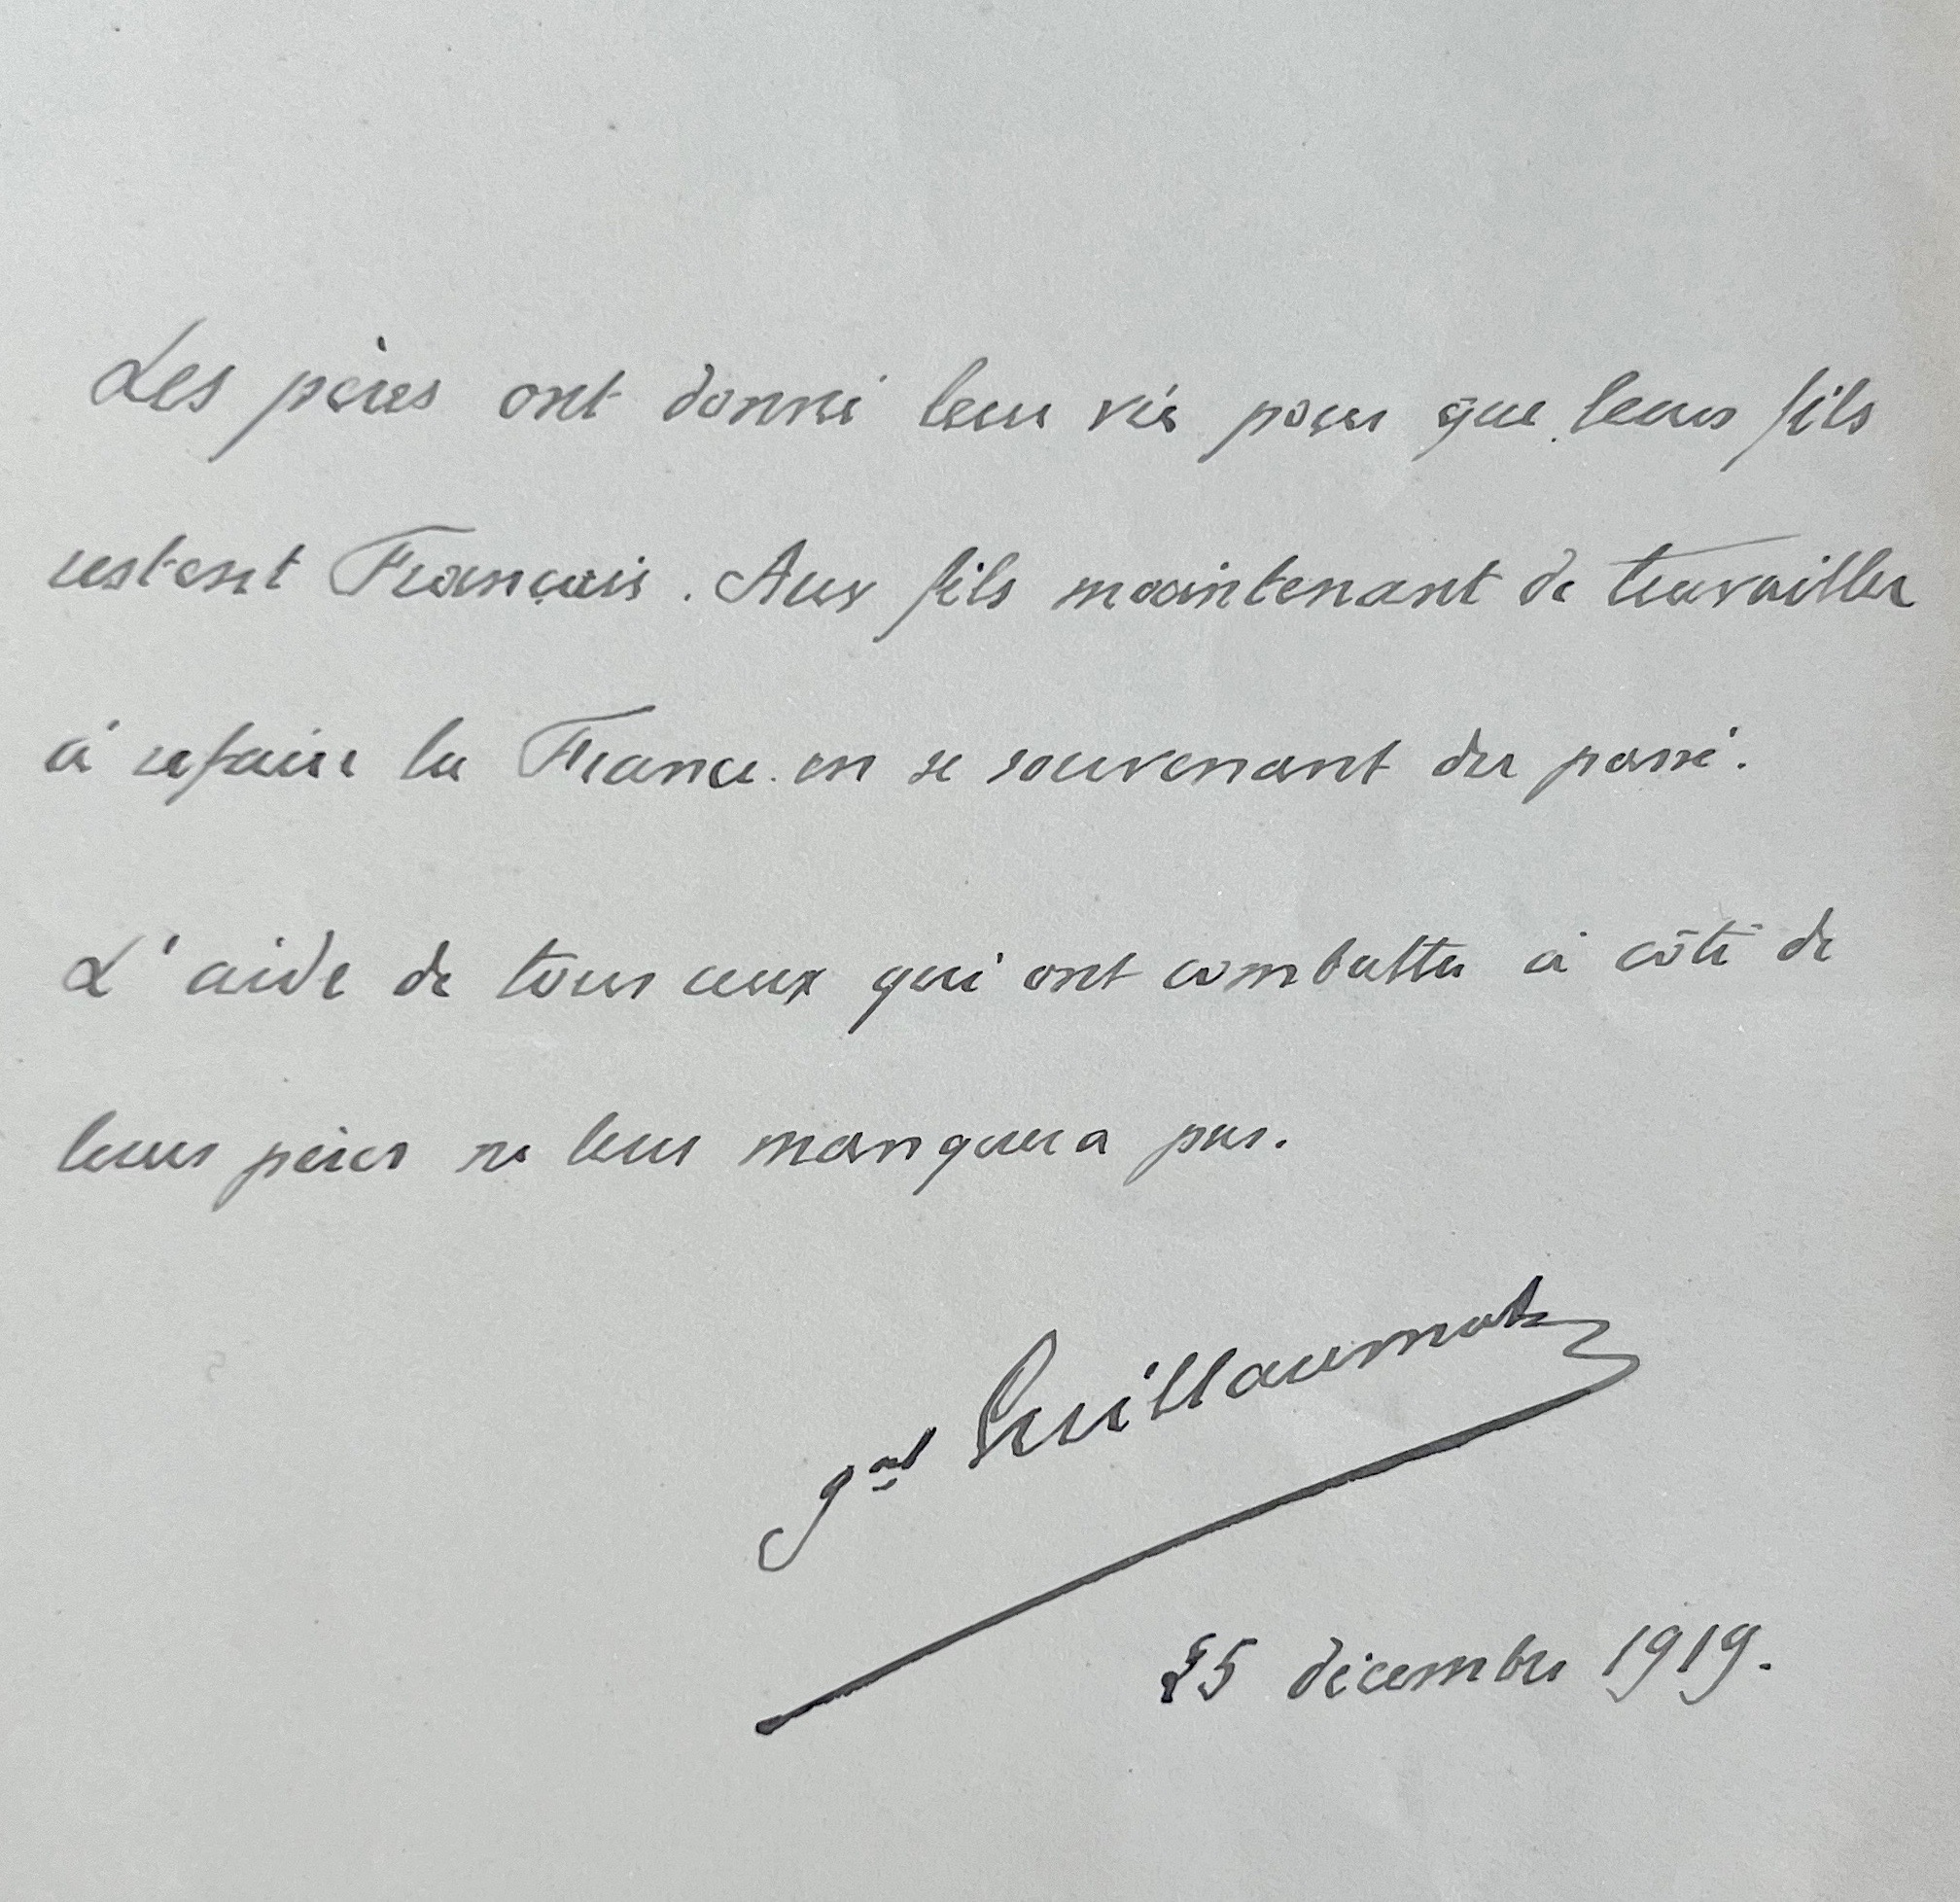 Les pères ont donné leur vie pour que leurs fils
restent Français. Aux fils maintenant de travailler
à refaire la France en se souvenant du passé.
L'aide de tous ceux qui ont combattu à côté de
leurs pères ne leur manquera pas.
gal Guillaumat
25 décembre 1919.